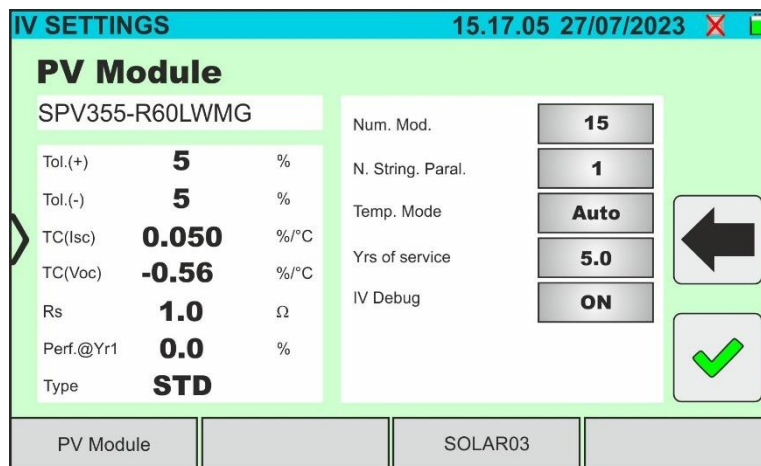 IV SETTINGS 15.17.05 27/07/2023
PV Module
SPV355-R60LWMG
Tol.(+) 5 %
Tol.(-) 5 %
TC(Isc) 0.050 %/°C
TC(Voc) -0.56 %/°C
Rs 1.0 Ω
Perf.@Yr1 0.0 %
Type STD
Num. Mod. 15
N. String. Paral. 1
Temp. Mode Auto
Yrs of service 5.0
IV Debug ON
PV Module SOLAR03